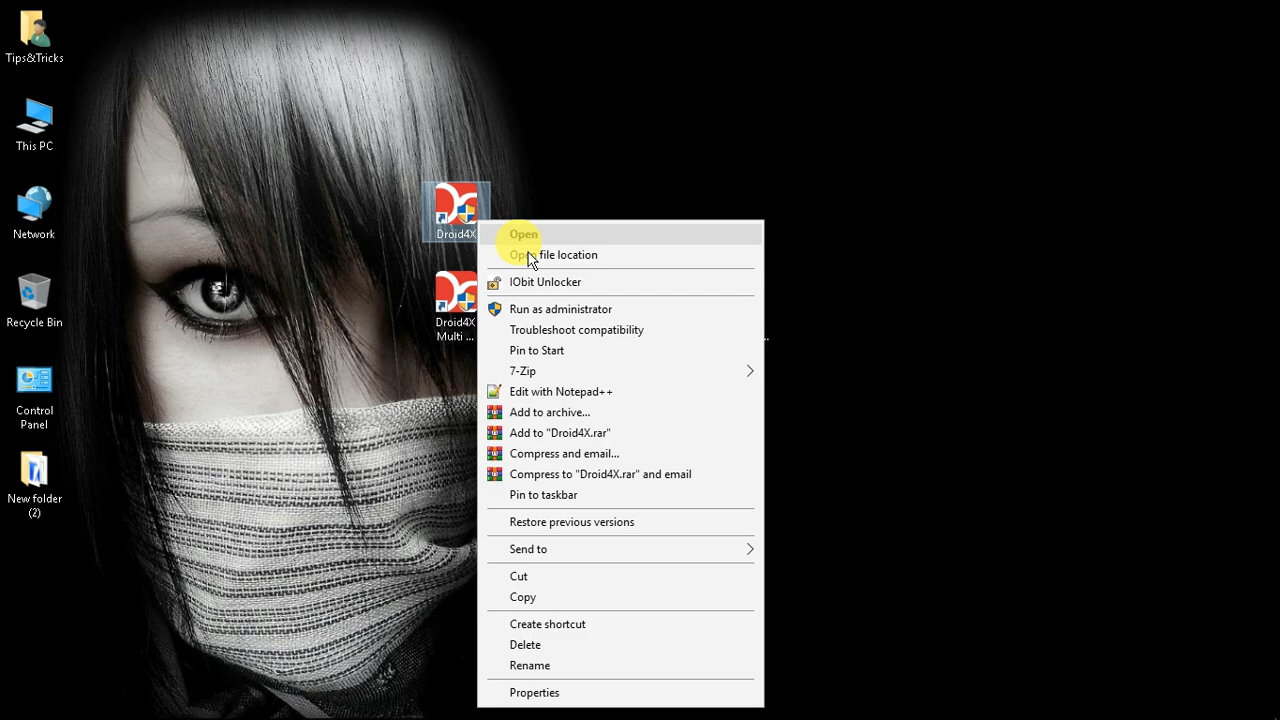 Tips&Tricks
This PC
Network
Recycle Bin
Control
Panel
New folder
(2)
Droid4X
Droid4X
Multi ...
Open
Open file location
IObit Unlocker
Run as administrator
Troubleshoot compatibility
Pin to Start
7-Zip
Edit with Notepad++
Add to archive...
Add to "Droid4X.rar"
Compress and email...
Compress to "Droid4X.rar" and email
Pin to taskbar
Restore previous versions
Send to
Cut
Copy
Create shortcut
Delete
Rename
Properties